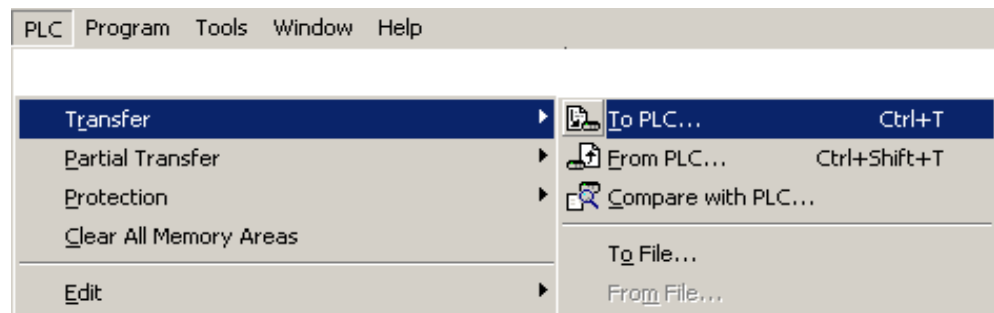 PLC Program Tools Window Help
Transfer
Partial Transfer
Protection
Clear All Memory Areas
Edit
To PLC... Ctrl+T
From PLC... Ctrl+Shift+T
Compare with PLC...
To File...
From File...